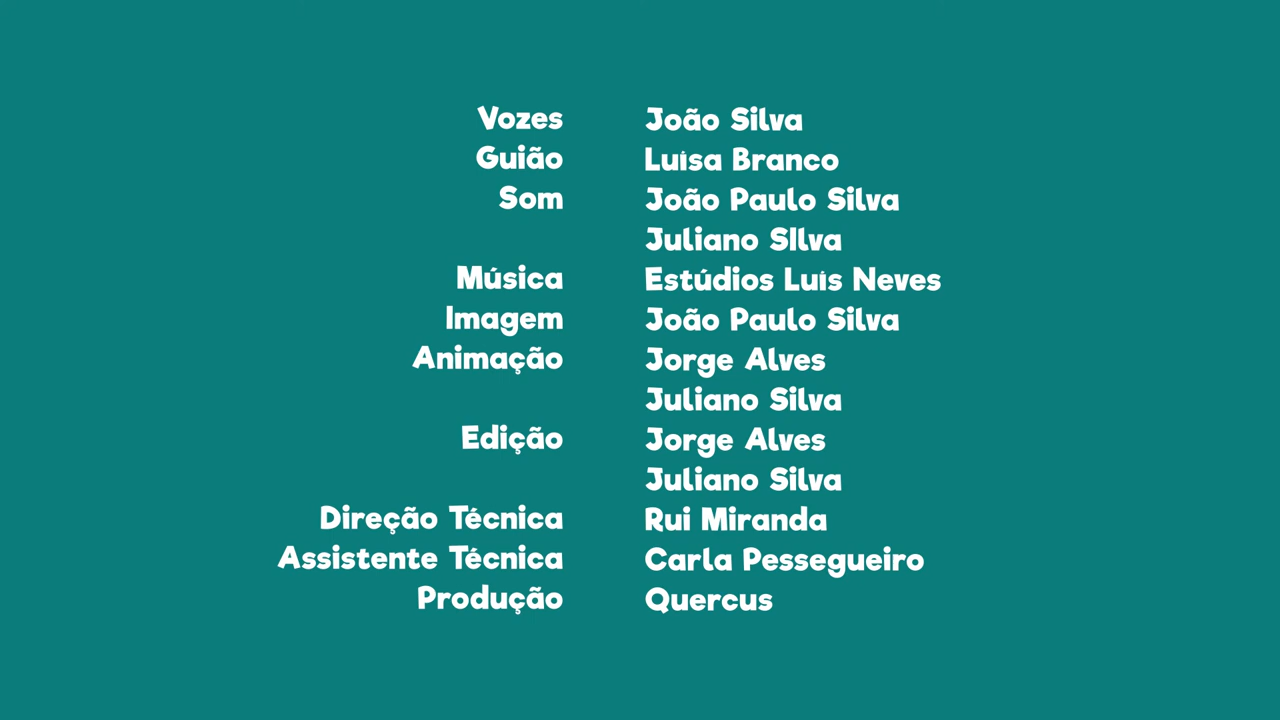 Vozes João Silva
Guião Luísa Branco
Som João Paulo Silva
Juliano SIlva
Música Estúdios Luís Neves
Imagem João Paulo Silva
Animação Jorge Alves
Juliano Silva
Edição Jorge Alves
Juliano Silva
Direção Técnica Rui Miranda
Assistente Técnica Carla Pessegueiro
Produção Quercus